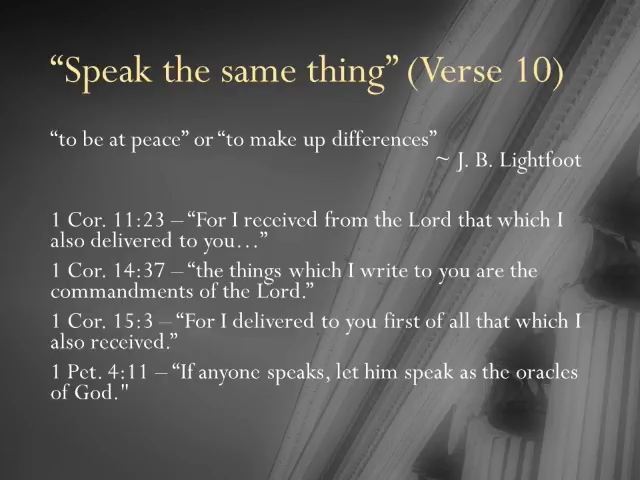 “Speak the same thing” (Verse 10)
“to be at peace” or “to make up differences”
~ J. B. Lightfoot
1 Cor. 11:23 – “For I received from the Lord that which I
also delivered to you…”
1 Cor. 14:37 – “the things which I write to you are the
commandments of the Lord.”
1 Cor. 15:3 – “For I delivered to you first of all that which I
also received.”
1 Pet. 4:11 – “If anyone speaks, let him speak as the oracles
of God."